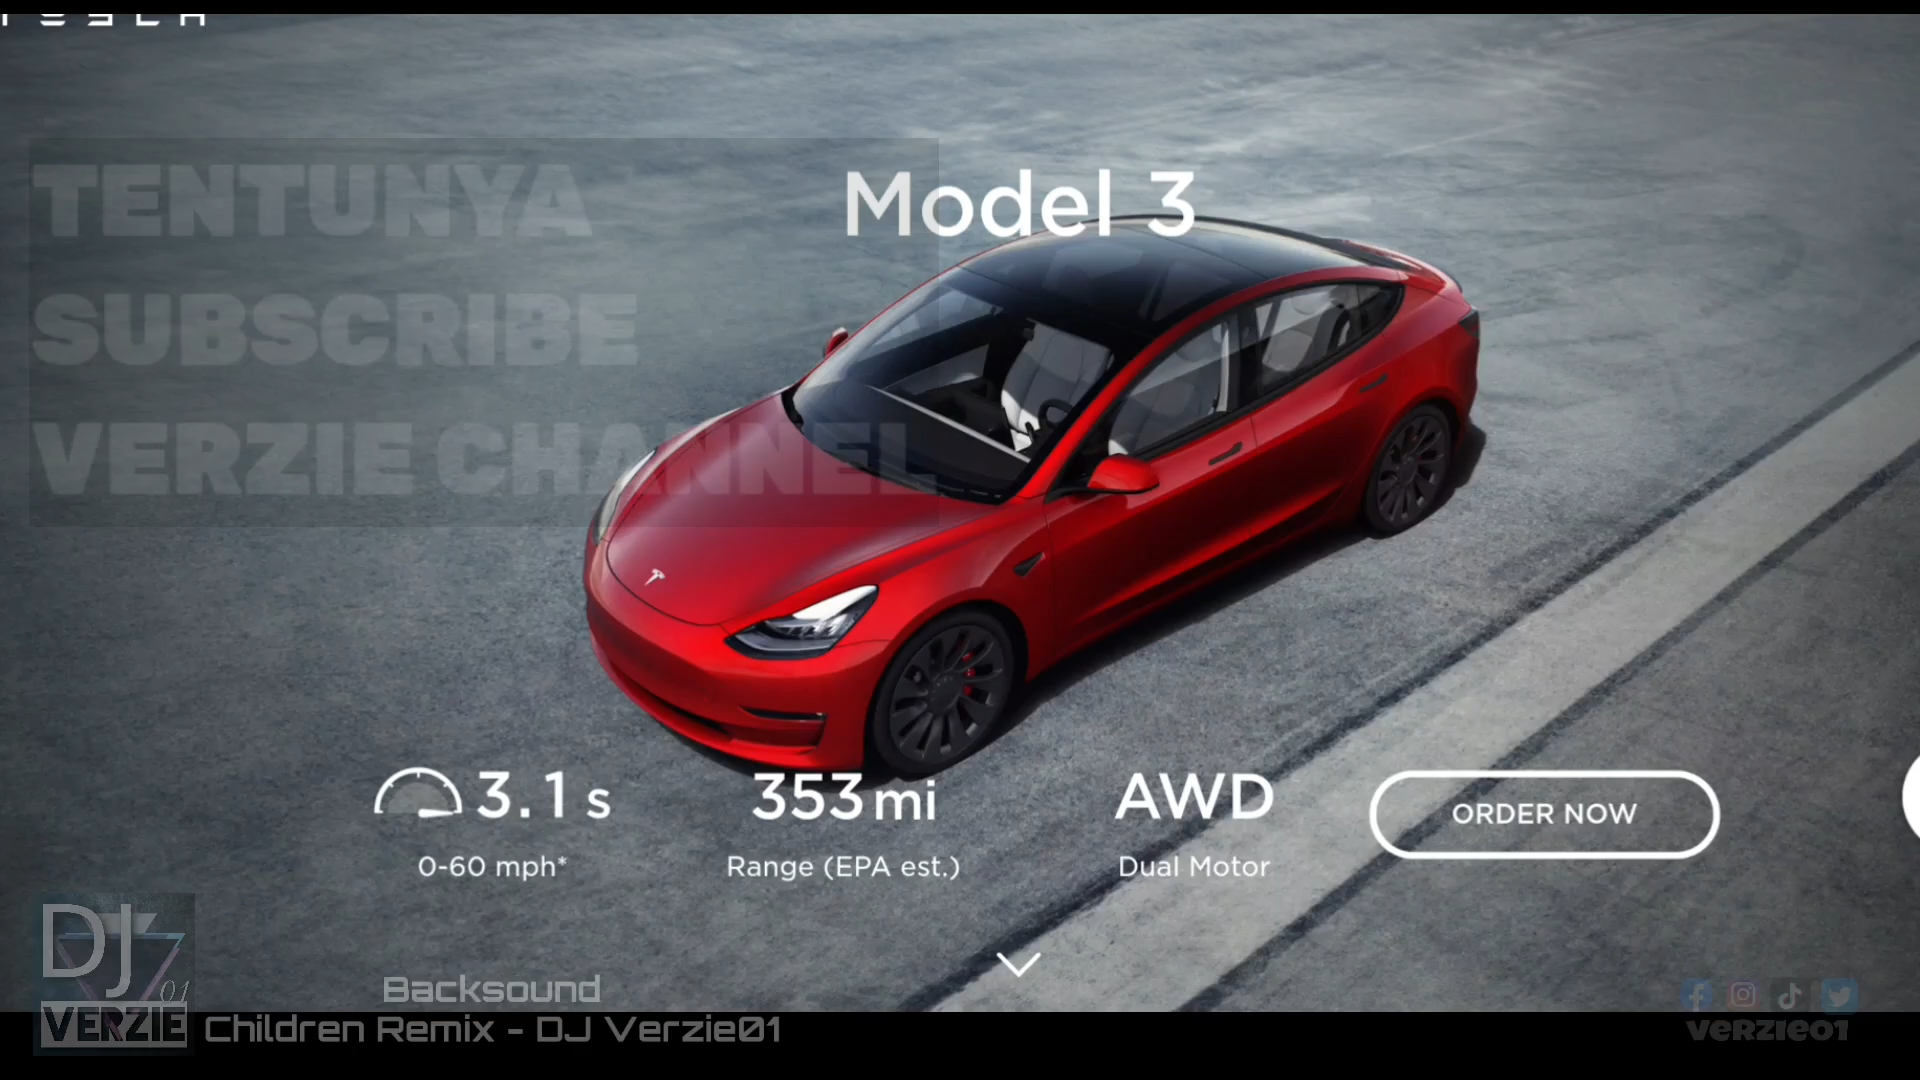 TESLA
Model 3
TENTUNYA
SUBSCRIBE
VERZIE CHANNEL
3.1 s
0-60 mph*
353 mi
Range (EPA est.)
AWD
Dual Motor
ORDER NOW
DJ
01
VERZIE
Backsound
Children Remix - DJ Verzie01
verzie01